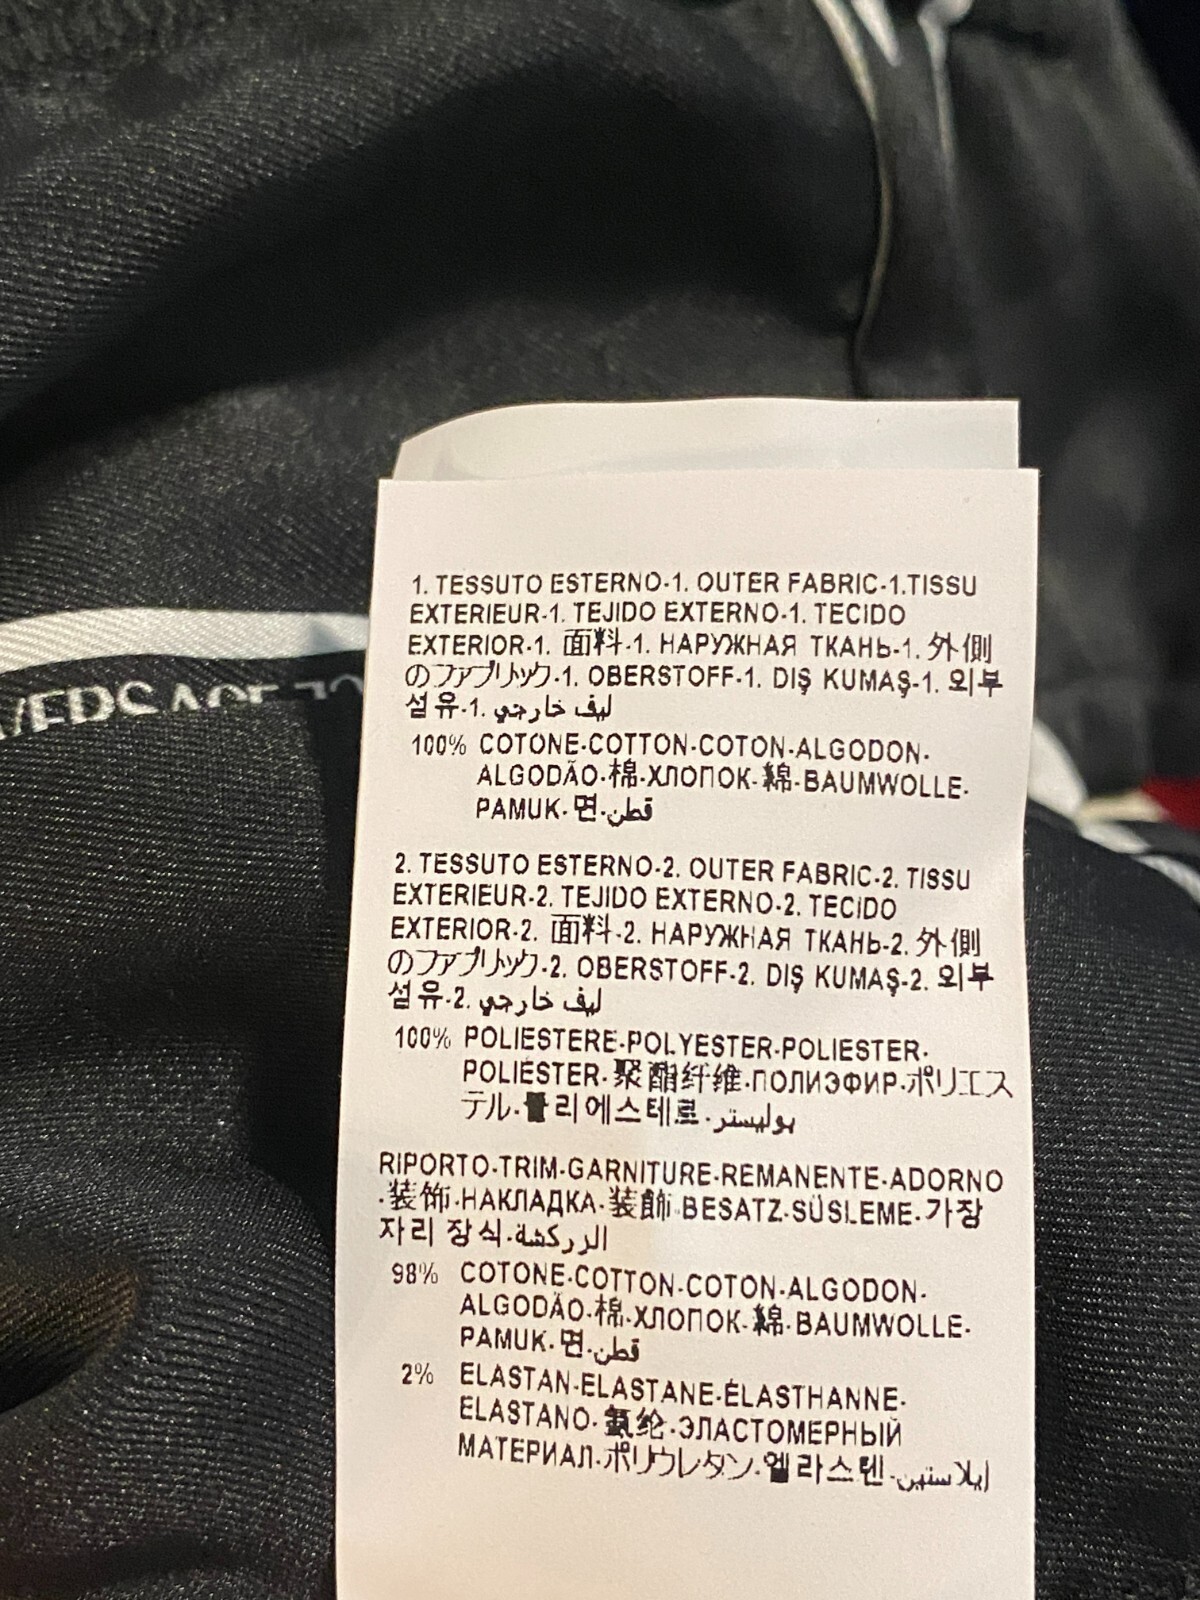 1. TESSUTO ESTERNO-1. OUTER FABRIC-1.TISSU
EXTERIEUR-1. TEJIDO EXTERNO-1. TECIDO
EXTERIOR-1. 面料-1. НАРУЖНАЯ ТКАНЬ-1. 外側
のファブリック-1. OBERSTOFF-1. DIŞ KUMAŞ-1. 외부
섬유-1. ليف خارجي
100% COTONE-COTTON-COTON-ALGODON-
ALGODÃO-棉-ХЛОПОК-綿-BAUMWOLLE-
PAMUK-면-قطن
2. TESSUTO ESTERNO-2. OUTER FABRIC-2. TISSU
EXTERIEUR-2. TEJIDO EXTERNO-2. TECIDO
EXTERIOR-2. 面料-2. НАРУЖНАЯ ТКАНЬ-2. 外側
のファブリック-2. OBERSTOFF-2. DIŞ KUMAŞ-2. 외부
섬유-2. ليف خارجي
100% POLIESTERE-POLYESTER-POLIESTER-
POLIÉSTER-聚酯纤维-ПОЛИЭФИР-ポリエス
テル-폴리에스테르-بوليستر
RIPORTO-TRIM-GARNITURE-REMANENTE-ADORNO
-装饰-НАКЛАДКА-装飾-BESATZ-SÜSLEME-가장
자리 장식-الزركشة
98% COTONE-COTTON-COTON-ALGODON-
ALGODÃO-棉-ХЛОПОК-綿-BAUMWOLLE-
PAMUK-면-قطن
2% ELASTAN-ELASTANE-ÉLASTHANNE-
ELASTANO-氨纶-ЭЛАСТОМЕРНЫЙ
МАТЕРИАЛ-ポリウレタン-엘라스텐-إيلاستين
VERSACE